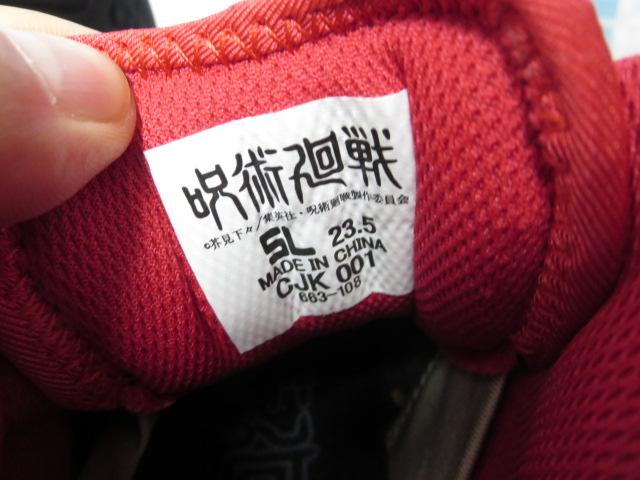 呪術廻戦
©芥見下々/集英社・呪術廻戦製作委員会
SL 23.5
MADE IN CHINA
CJK 001
663-108